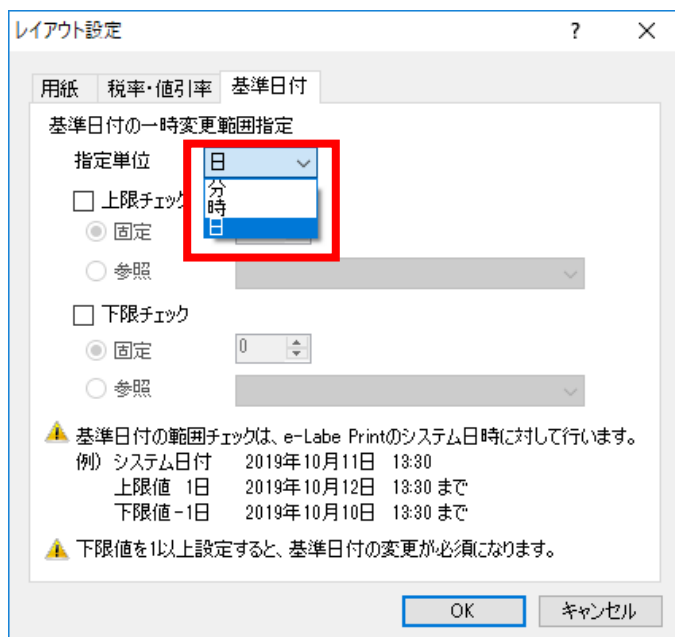 レイアウト設定 ?
用紙 税率・値引率 基準日付
基準日付の一時変更範囲指定
指定単位 日
分
時
日
上限チェック
固定
参照
下限チェック
固定 0
参照
基準日付の範囲チェックは、e-Labe Printのシステム日時に対して行います。
例) システム日付 2019年10月11日 13:30
上限値 1日 2019年10月12日 13:30 まで
下限値-1日 2019年10月10日 13:30 まで
下限値を1以上設定すると、基準日付の変更が必須になります。
OK キャンセル